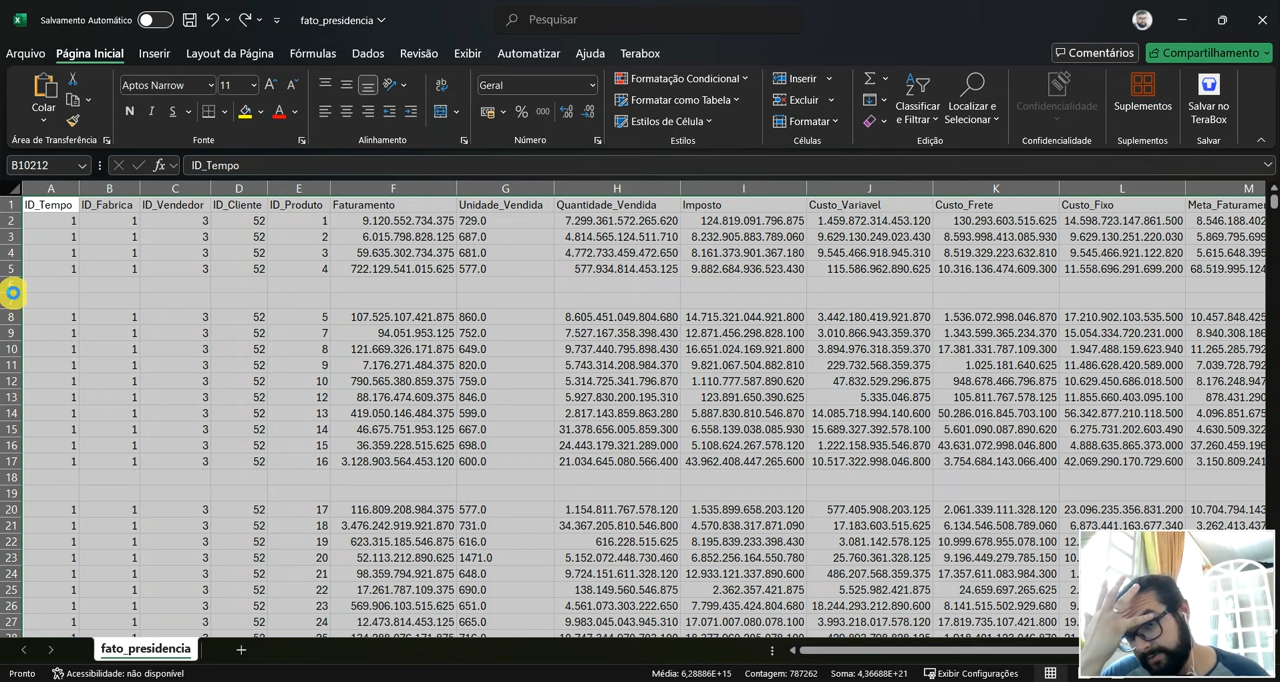 Salvamento Automático fato_presidencia Pesquisar
Arquivo Página Inicial Inserir Layout da Página Fórmulas Dados Revisão Exibir Automatizar Ajuda Terabox Comentários Compartilhamento
Colar Aptos Narrow 11 Geral Formatação Condicional Inserir Classificar e Filtrar Localizar e Selecionar Confidencialidade Suplementos Salvar no TeraBox
N I S A % 000 Formatar como Tabela Excluir
Estilos de Célula Formatar
Área de Transferência Fonte Alinhamento Número Estilos Células Edição Confidencialidade Suplementos Salvar
B10212 fx ID_Tempo
A B C D E F G H I J K L M
1 ID_Tempo ID_Fabrica ID_Vendedor ID_Cliente ID_Produto Faturamento Unidade_Vendida Quantidade_Vendida Imposto Custo_Variavel Custo_Frete Custo_Fixo Meta_Faturamen
2 1 1 3 52 1 9.120.552.734.375 729.0 7.299.361.572.265.620 124.819.091.796.875 1.459.872.314.453.120 130.293.603.515.625 14.598.723.147.861.500 8.546.188.402
3 1 1 3 52 2 6.015.798.828.125 687.0 4.814.565.124.511.710 8.232.905.883.789.060 9.629.130.249.023.430 8.593.998.413.085.930 9.629.130.251.220.030 5.869.795.699
4 1 1 3 52 3 59.635.302.734.375 681.0 4.772.733.459.472.650 8.161.373.901.367.180 9.545.466.918.945.310 8.519.329.223.632.810 9.545.466.921.122.820 5.615.648.395
5 1 1 3 52 4 722.129.541.015.625 577.0 577.934.814.453.125 9.882.684.936.523.430 115.586.962.890.625 10.316.314.474.609.300 11.558.696.291.699.200 68.519.995.124
8 1 1 3 52 5 107.525.107.421.875 860.0 8.605.451.049.804.680 14.715.321.044.921.800 3.442.180.419.921.870 1.536.072.998.046.870 17.210.902.103.535.500 10.457.848.425
9 1 1 3 52 7 94.051.953.125 752.0 7.527.167.358.398.430 12.871.456.298.828.100 3.010.866.943.359.370 1.343.599.365.234.370 15.054.334.720.231.000 8.940.308.186
10 1 1 3 52 8 121.669.326.171.875 649.0 9.737.440.795.898.430 16.651.024.169.921.800 3.894.976.318.359.370 17.381.331.787.109.300 1.947.488.159.623.940 11.265.285.792
11 1 1 3 52 9 7.176.271.484.375 820.0 5.743.314.208.984.370 9.821.067.504.882.810 229.732.568.359.375 1.025.181.640.625 11.486.628.420.589.000 7.039.728.791
12 1 1 3 52 10 790.565.380.859.375 759.0 5.314.725.341.796.870 1.110.777.587.890.620 47.832.529.296.875 948.678.466.796.875 10.629.450.686.018.500 8.176.248.947
13 1 1 3 52 12 88.176.474.609.375 846.0 5.927.830.200.195.310 123.891.650.390.625 5.335.046.875 105.811.767.578.125 11.855.660.403.095.100 878.431.290
14 1 1 3 52 13 419.050.146.484.375 599.0 2.817.143.859.863.280 5.887.830.810.546.870 14.085.718.994.140.600 50.286.016.845.703.100 56.342.877.210.118.500 4.096.851.675
15 1 1 3 52 14 46.675.751.953.125 667.0 31.378.656.005.859.300 6.558.139.038.085.930 15.689.327.392.578.100 5.601.090.087.890.620 6.275.731.202.603.490 4.630.509.322
16 1 1 3 52 15 36.359.228.515.625 698.0 24.443.179.321.289.000 5.108.624.267.578.120 1.222.158.935.546.870 43.631.072.998.046.800 4.888.635.865.373.000 37.260.459.196
17 1 1 3 52 16 3.128.903.564.453.120 600.0 21.034.645.080.566.400 43.962.408.447.265.600 10.517.322.998.046.800 3.754.684.143.066.400 42.069.290.170.729.600 3.150.809.241
18
19
20 1 1 3 52 17 116.809.208.984.375 577.0 1.154.811.767.578.120 1.535.899.658.203.120 577.405.908.203.125 2.061.339.111.328.120 23.096.235.356.831.200 10.704.794.143
21 1 1 3 52 18 3.476.242.919.921.870 731.0 34.367.205.810.546.800 4.570.838.317.871.090 17.183.603.515.625 6.134.546.508.789.060 6.873.441.163.677.340 3.262.413.437
22 1 1 3 52 19 623.315.185.546.875 616.0 616.228.515.625 8.195.839.233.398.430 3.081.142.578.125 10.999.678.955.078.100
23 1 1 3 52 20 52.113.212.890.625 1471.0 5.152.072.448.730.460 6.852.256.164.550.780 25.760.361.328.125 9.196.449.279.785.150
24 1 1 3 52 21 98.359.794.921.875 648.0 9.724.151.611.328.120 12.933.121.337.890.600 486.207.568.359.375 17.357.611.083.984.300
25 1 1 3 52 22 17.261.787.109.375 690.0 138.149.560.546.875 2.362.357.421.875 5.525.982.421.875 24.659.697.265.625
26 1 1 3 52 23 569.906.103.515.625 651.0 4.561.073.303.222.650 7.799.435.424.804.680 18.244.293.212.890.600 8.141.515.502.929.680
27 1 1 3 52 24 12.473.814.453.125 665.0 9.983.045.043.945.310 17.071.007.080.078.100 3.993.218.017.578.120 17.819.735.107.421.800
fato_presidencia
Pronto Acessibilidade: não disponível Média: 6,28886E+15 Contagem: 787262 Soma: 4,36688E+21 Exibir Configurações